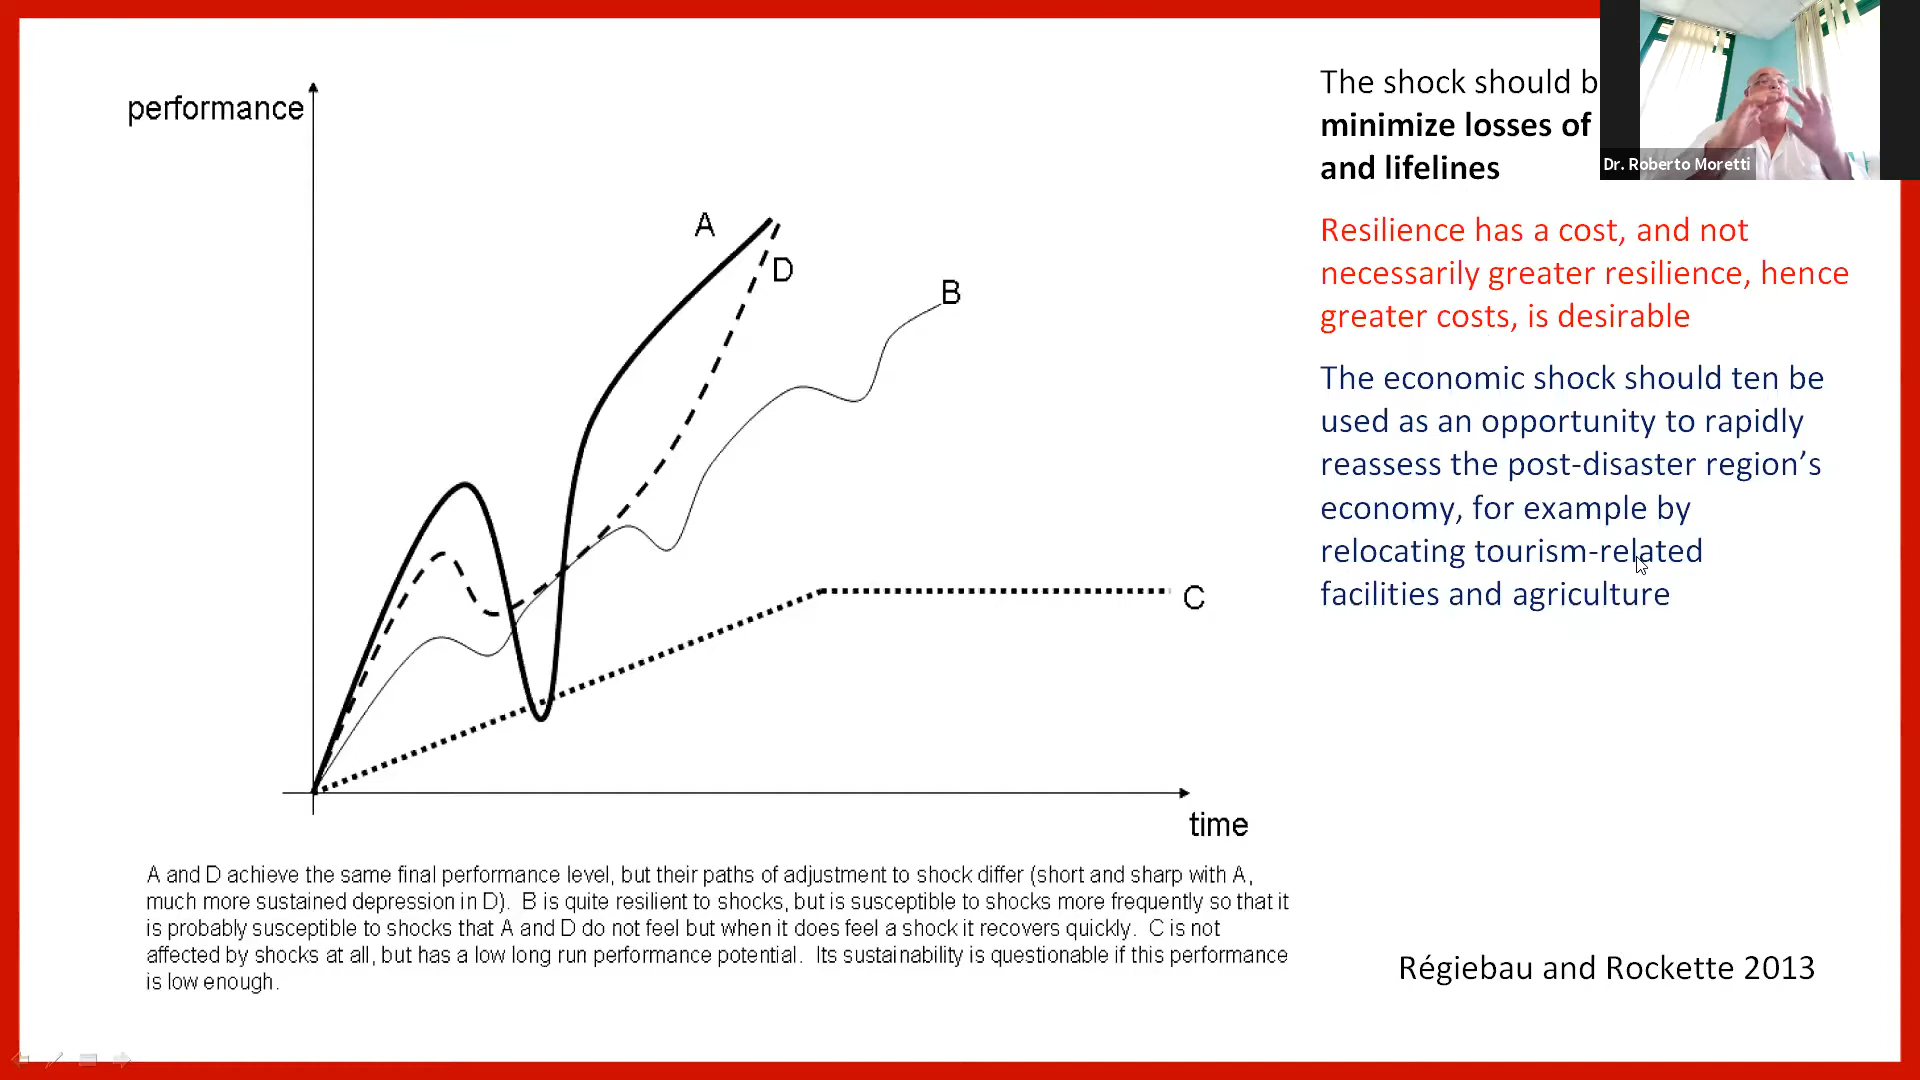 performance
A
D
B
C
time
A and D achieve the same final performance level, but their paths of adjustment to shock differ (short and sharp with A,
much more sustained depression in D).  B is quite resilient to shocks, but is susceptible to shocks more frequently so that it
is probably susceptible to shocks that A and D do not feel but when it does feel a shock it recovers quickly.  C is not
affected by shocks at all, but has a low long run performance potential.  Its sustainability is questionable if this performance
is low enough.
The shock should b
minimize losses of
and lifelines
Resilience has a cost, and not
necessarily greater resilience, hence
greater costs, is desirable
The economic shock should ten be
used as an opportunity to rapidly
reassess the post-disaster region’s
economy, for example by
relocating tourism-related
facilities and agriculture
Régiebau and Rockette 2013
Dr. Roberto Moretti